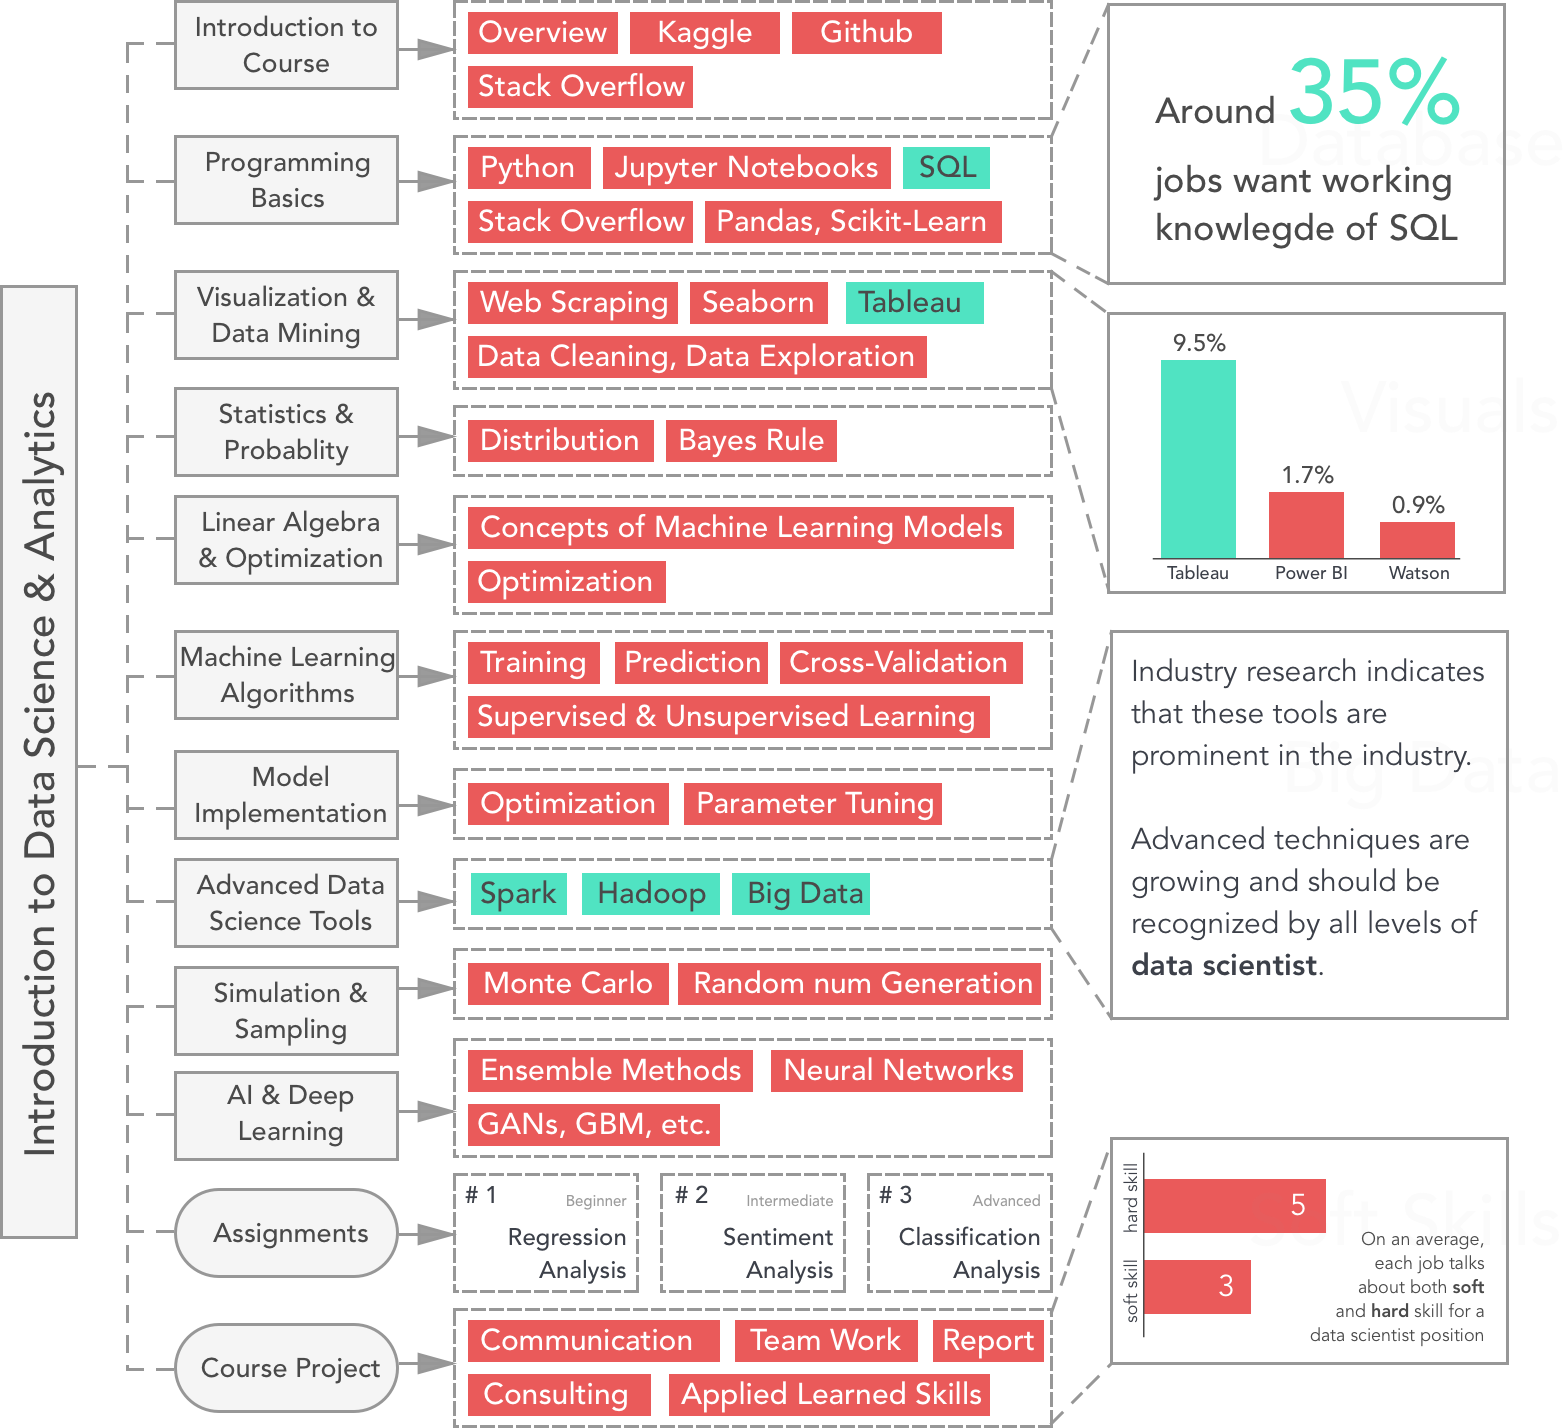 Introduction to Data Science & Analytics
Introduction to
Course
Overview
Kaggle
Github
Stack Overflow
Programming
Basics
Python
Jupyter Notebooks
SQL
Stack Overflow
Pandas, Scikit-Learn
Visualization &
Data Mining
Web Scraping
Seaborn
Tableau
Data Cleaning, Data Exploration
Statistics &
Probablity
Distribution
Bayes Rule
Linear Algebra
& Optimization
Concepts of Machine Learning Models
Optimization
Machine Learning
Algorithms
Training
Prediction
Cross-Validation
Supervised & Unsupervised Learning
Model
Implementation
Optimization
Parameter Tuning
Advanced Data
Science Tools
Spark
Hadoop
Big Data
Simulation &
Sampling
Monte Carlo
Random num Generation
AI & Deep
Learning
Ensemble Methods
Neural Networks
GANs, GBM, etc.
Assignments
# 1
Beginner
Regression
Analysis
# 2
Intermediate
Sentiment
Analysis
# 3
Advanced
Classification
Analysis
Course Project
Communication
Team Work
Report
Consulting
Applied Learned Skills
Database
Around 35%
jobs want working
knowlegde of SQL
Visuals
9.5%
1.7%
0.9%
Tableau
Power BI
Watson
Big Data
Industry research indicates
that these tools are
prominent in the industry.
Advanced techniques are
growing and should be
recognized by all levels of
data scientist.
Soft Skills
hard skill
5
soft skill
3
On an average,
each job talks
about both soft
and hard skill for a
data scientist position